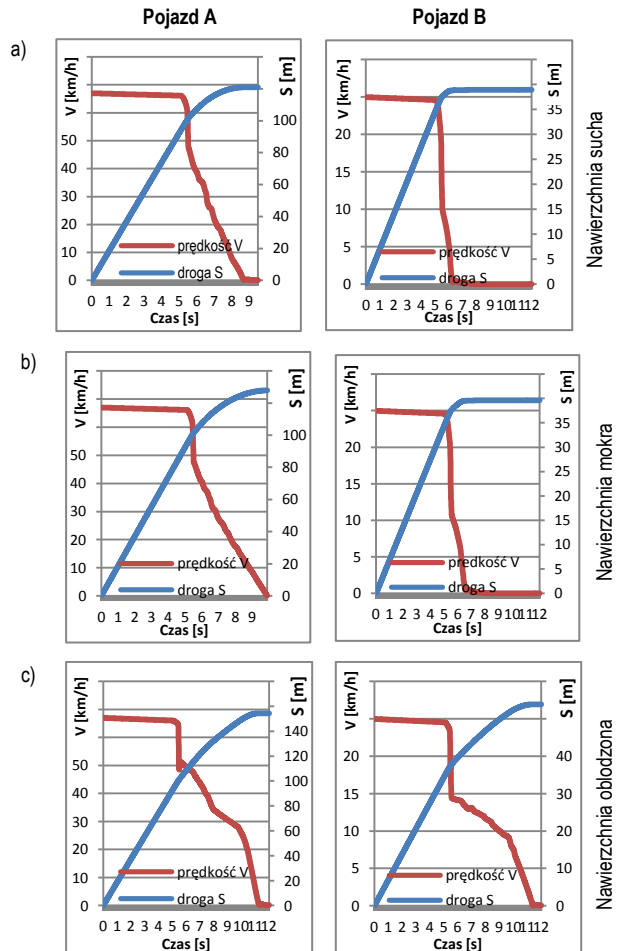 Pojazd A
Pojazd B
a)
V [km/h]
50
40
30
20
10
0
S [m]
100
80
60
40
20
0
prędkość V
droga S
0 1 2 3 4 5 6 7 8 9
Czas [s]
V [km/h]
20
15
10
5
0
S [m]
35
30
25
20
15
10
5
0
prędkość V
droga S
0 1 2 3 4 5 6 7 8 9 10 11 12
Czas [s]
Nawierzchnia sucha
b)
V [km/h]
50
40
30
20
10
0
S [m]
100
80
60
40
20
0
prędkość V
droga S
0 1 2 3 4 5 6 7 8 9
Czas [s]
V [km/h]
20
15
10
5
0
S [m]
35
30
25
20
15
10
5
0
prędkość V
droga S
0 1 2 3 4 5 6 7 8 9 10 11 12
Czas [s]
Nawierzchnia mokra
c)
V [km/h]
50
40
30
20
10
0
S [m]
140
120
100
80
60
40
20
0
prędkość V
droga S
0 1 2 3 4 5 6 7 8 9 10 11 12
Czas [s]
V [km/h]
20
15
10
5
0
S [m]
40
30
20
10
0
prędkość V
droga S
0 1 2 3 4 5 6 7 8 9 10 11 12
Czas [s]
Nawierzchnia oblodzona